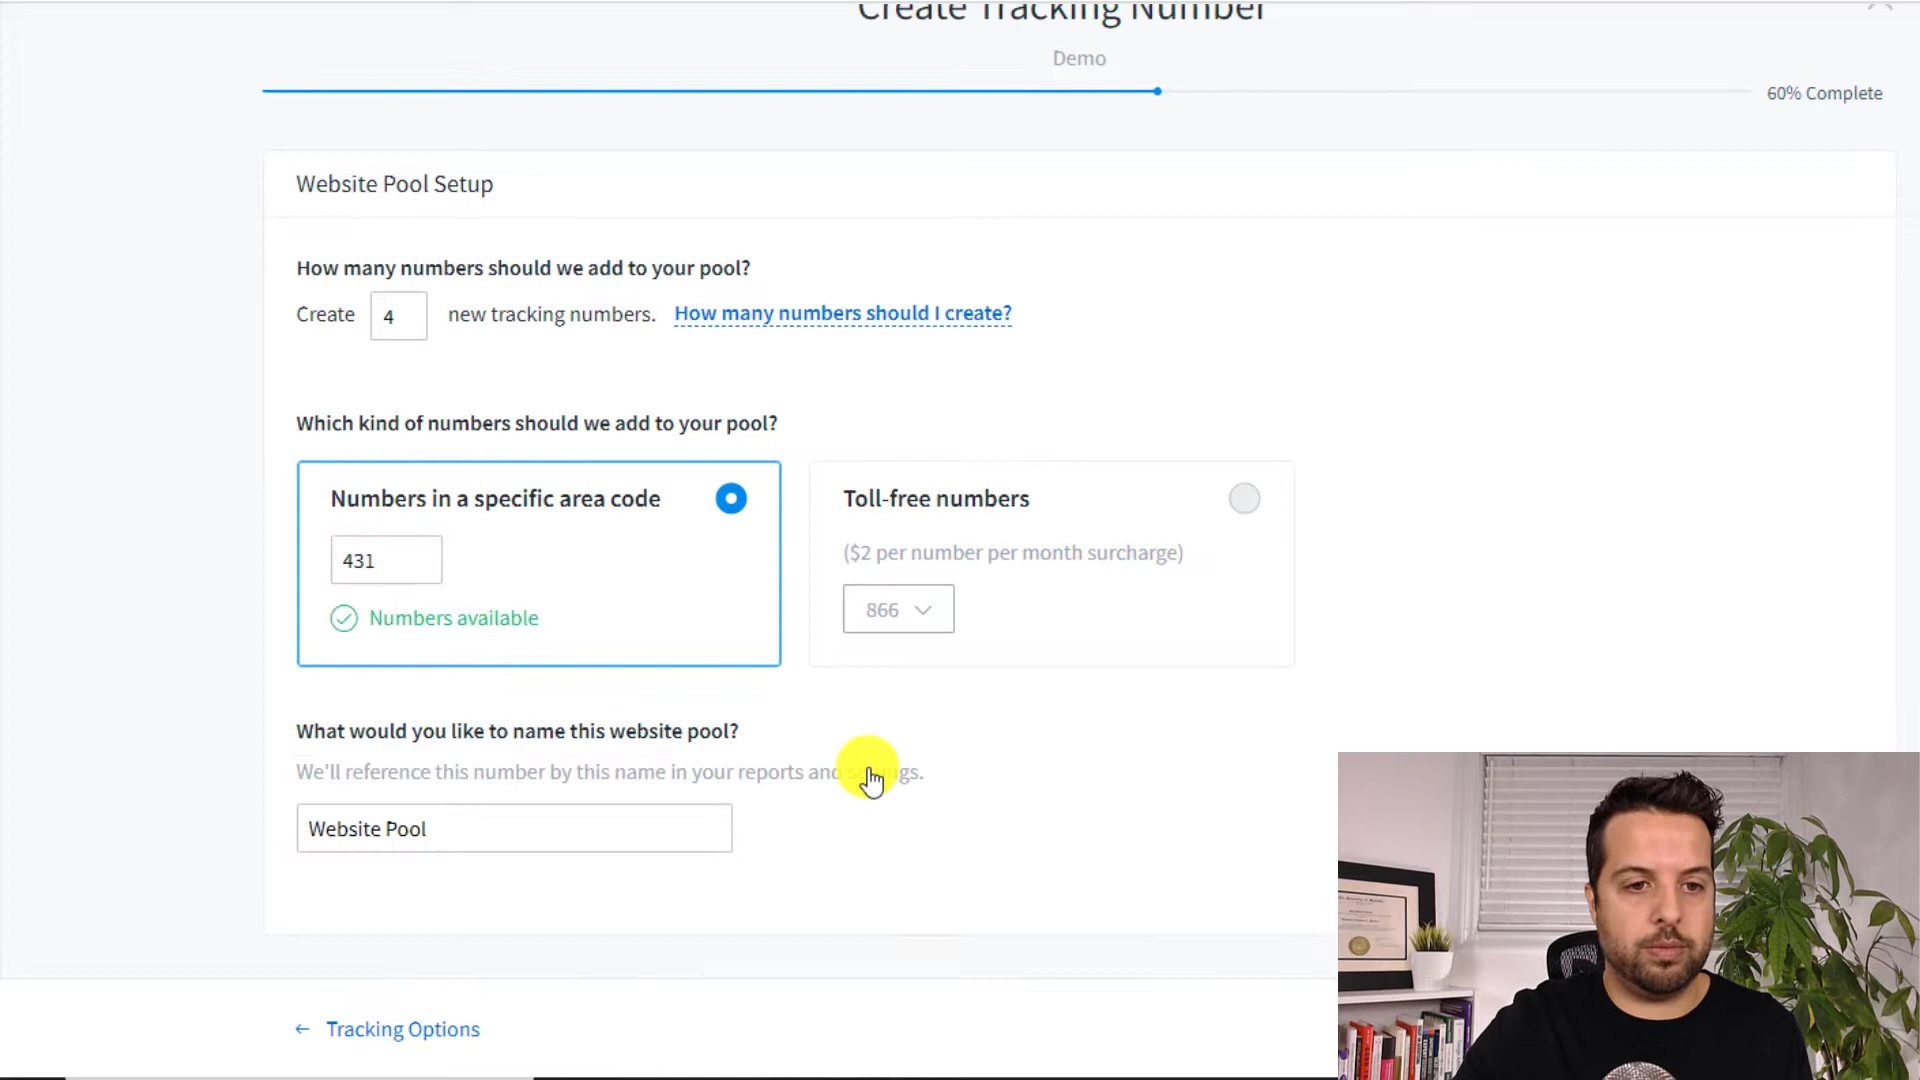 Create Tracking Number
Demo
60% Complete
Website Pool Setup
How many numbers should we add to your pool?
Create 4 new tracking numbers. How many numbers should I create?
Which kind of numbers should we add to your pool?
Numbers in a specific area code
431
Numbers available
Toll-free numbers
($2 per number per month surcharge)
866
What would you like to name this website pool?
We'll reference this number by this name in your reports and settings.
Website Pool
← Tracking Options